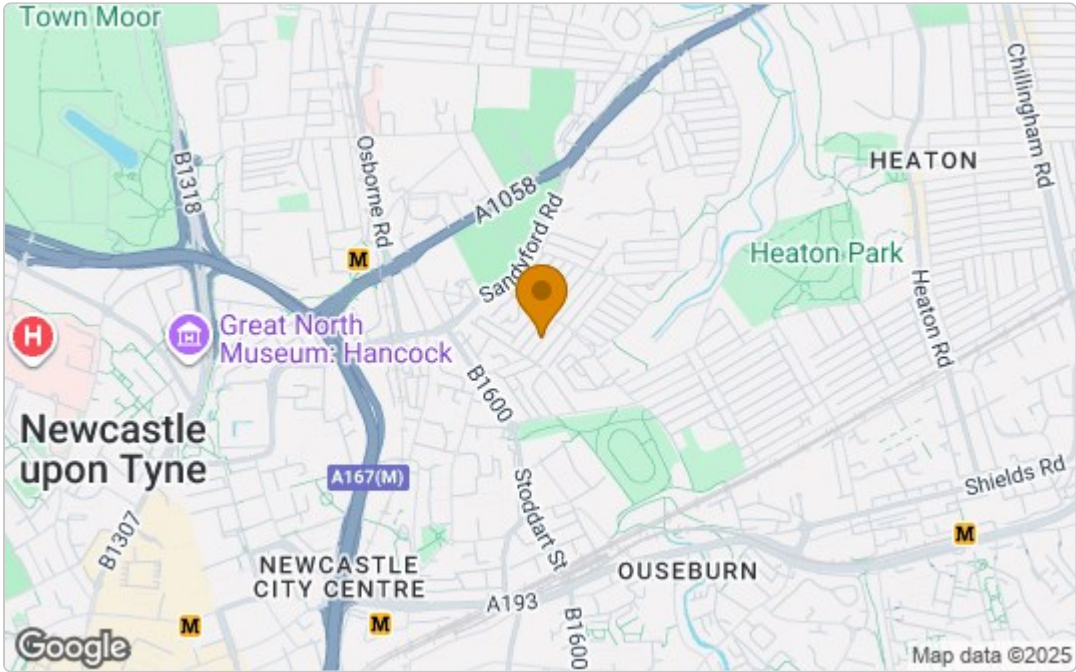 Town Moor
Chillingham Rd
Osborne Rd
B1318
HEATON
A1058
Sandyford Rd
Heaton Park
M
H
Great North
Museum: Hancock
Heaton Rd
B1600
Newcastle
upon Tyne
A167(M)
Stoddart St
Shields Rd
B1307
M
NEWCASTLE
CITY CENTRE
OUSEBURN
A193
M
M
B1600
Google
Map data ©2025